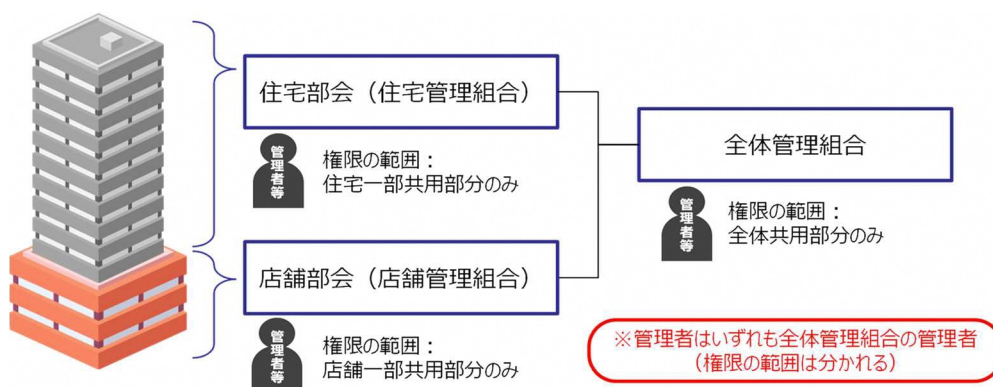 住宅部会（住宅管理組合）
管理者等
権限の範囲：
住宅一部共用部分のみ
全体管理組合
管理者等
権限の範囲：
全体共用部分のみ
店舗部会（店舗管理組合）
管理者等
権限の範囲：
店舗一部共用部分のみ
※管理者はいずれも全体管理組合の管理者
（権限の範囲は分かれる）